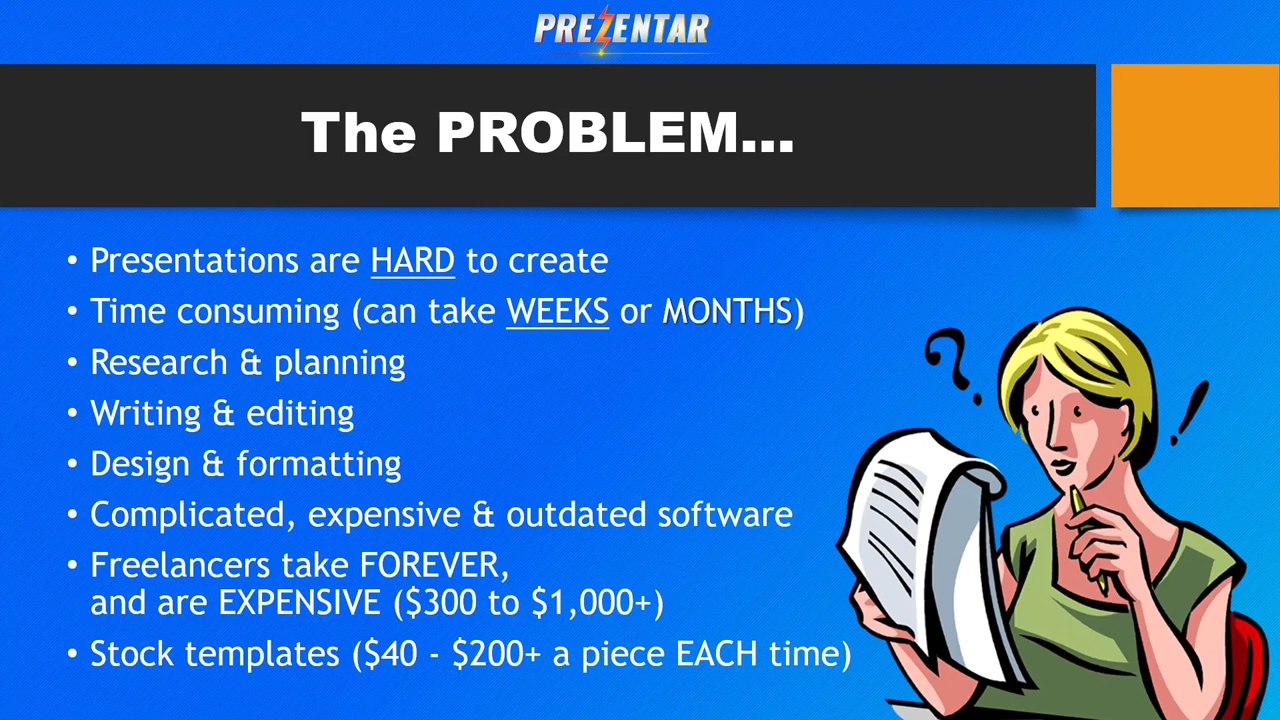 PREZENTAR
The PROBLEM...
• Presentations are HARD to create
• Time consuming (can take WEEKS or MONTHS)
• Research & planning
• Writing & editing
• Design & formatting
• Complicated, expensive & outdated software
• Freelancers take FOREVER,
and are EXPENSIVE ($300 to $1,000+)
• Stock templates ($40 - $200+ a piece EACH time)
? !